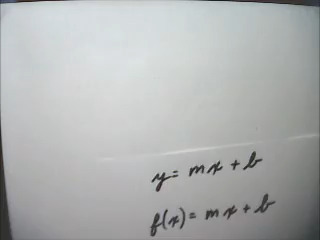 y = mx + b
f(x) = mx + b